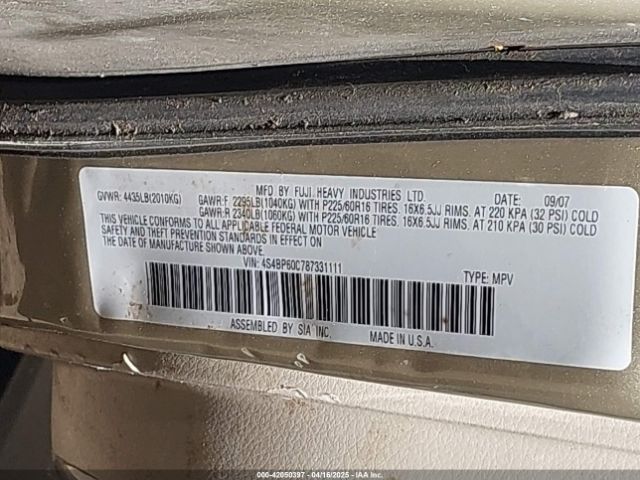 MFD BY FUJI HEAVY INDUSTRIES LTD. DATE: 09/07
GVWR: 4435LB(2010KG) GAWR:F 2295LB(1040KG) WITH P225/60R16 TIRES. 16X6.5JJ RIMS. AT 220 KPA (32 PSI) COLD
GAWR:R 2340LB(1060KG) WITH P225/60R16 TIRES. 16X6.5JJ RIMS. AT 210 KPA (30 PSI) COLD
THIS VEHICLE CONFORMS TO ALL APPLICABLE FEDERAL MOTOR VEHICLE
SAFETY AND THEFT PREVENTION STANDARDS IN EFFECT ON
THE DATE OF MANUFACTURE SHOWN ABOVE.
VIN: 4S4BP60C787331111 TYPE: MPV
ASSEMBLED BY SIA INC. MADE IN U.S.A.
000-42050397 - 04/16/2025 - IAAI.COM